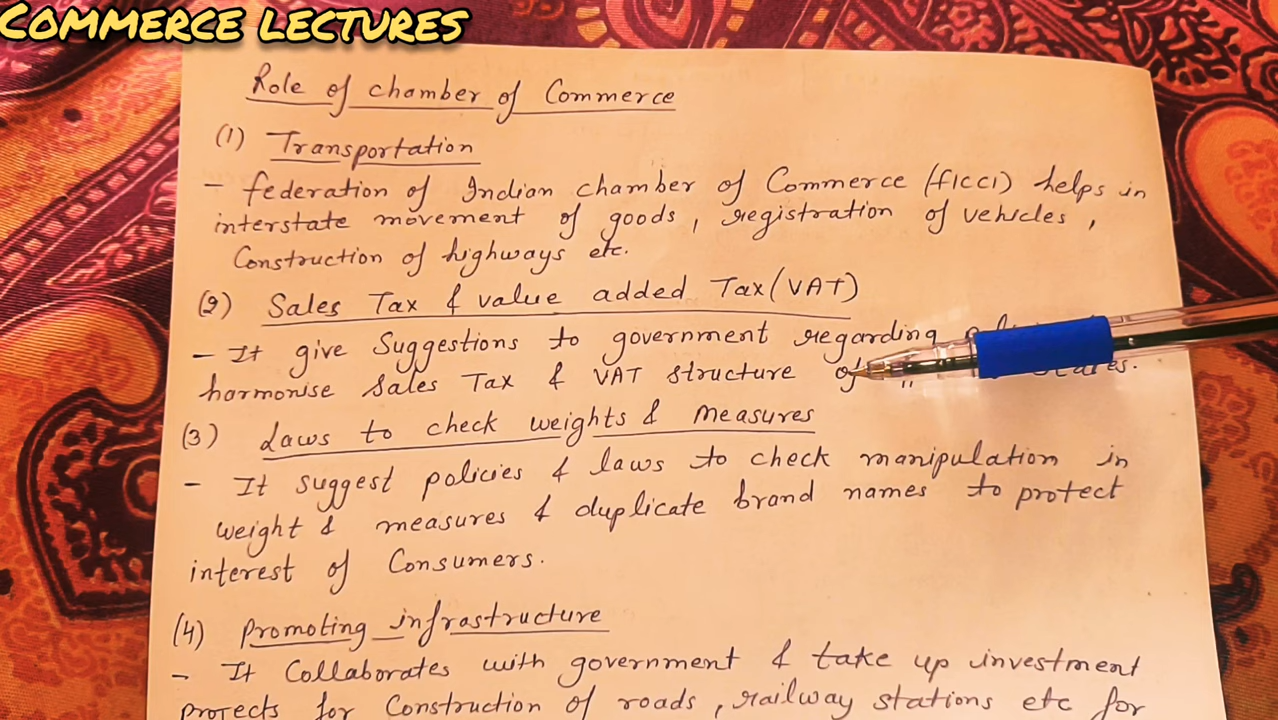 COMMERCE LECTURES
Role of chamber of Commerce
(1) Transportation
- federation of Indian chamber of Commerce (fICCI) helps in
interstate movement of goods, registration of vehicles,
Construction of highways etc.
(2) Sales Tax & value added Tax (VAT)
- It give Suggestions to government regarding
harmonise Sales Tax & VAT structure of
(3) Laws to check weights & measures
- It suggest policies & laws to check manipulation in
weight & measures & duplicate brand names to protect
interest of Consumers.
(4) Promoting infrastructure
- It Collaborates with government & take up investment
projects for Construction of roads, railway stations etc for